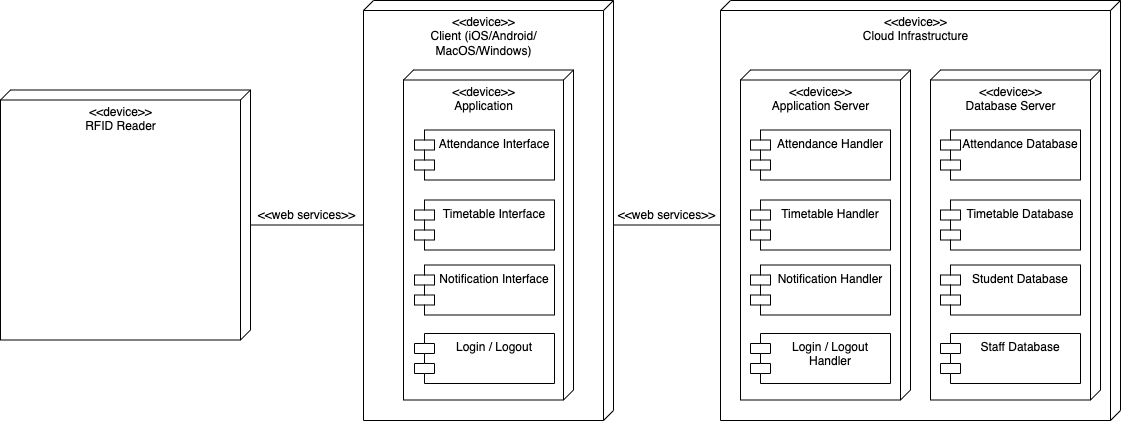 <<device>>
RFID Reader
<<web services>>
<<device>>
Client (iOS/Android/
MacOS/Windows)
<<device>>
Application
Attendance Interface
Timetable Interface
Notification Interface
Login / Logout
<<web services>>
<<device>>
Cloud Infrastructure
<<device>>
Application Server
Attendance Handler
Timetable Handler
Notification Handler
Login / Logout
Handler
<<device>>
Database Server
Attendance Database
Timetable Database
Student Database
Staff Database